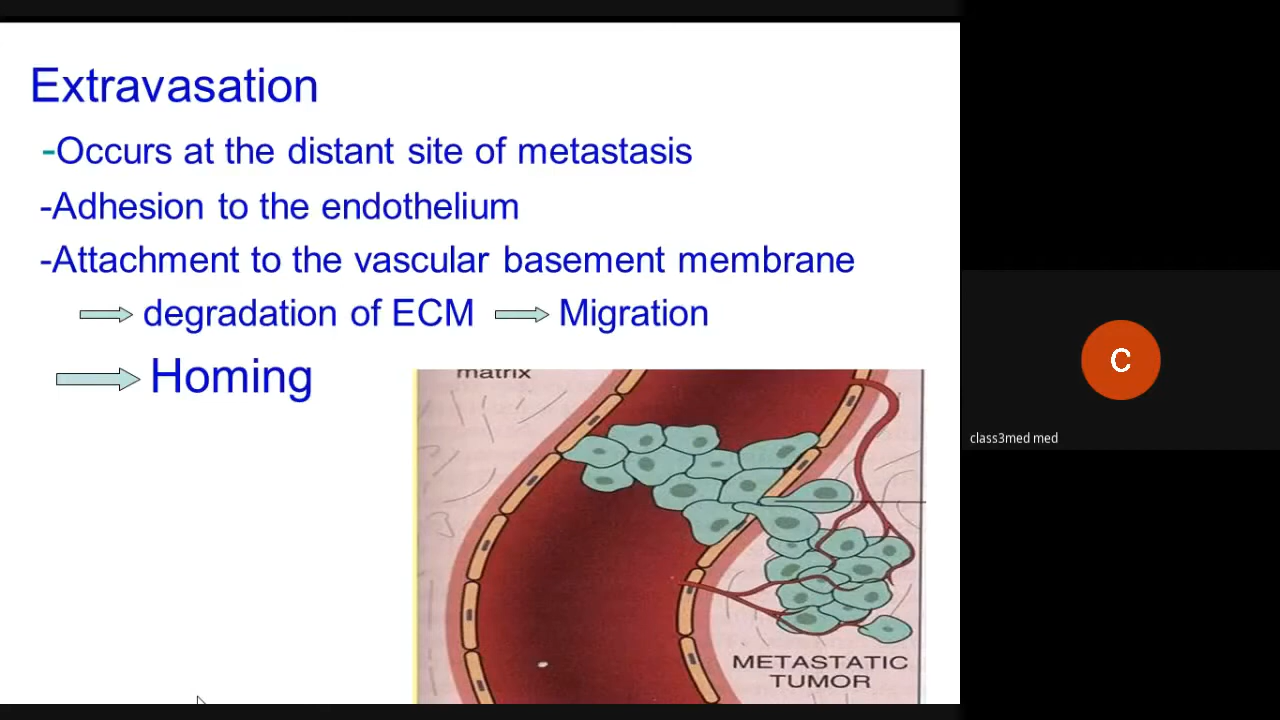 Extravasation
-Occurs at the distant site of metastasis
-Adhesion to the endothelium
-Attachment to the vascular basement membrane
degradation of ECM Migration
Homing
matrix
METASTATIC
TUMOR
C
class3med med